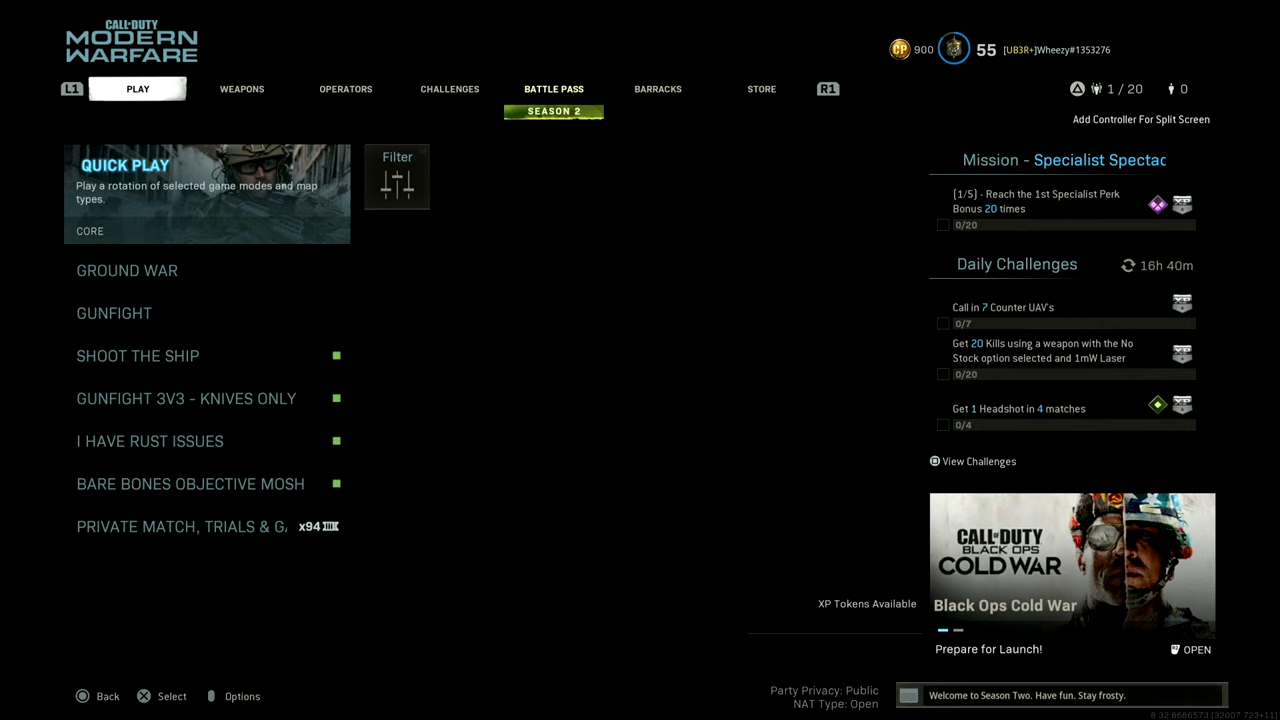 CALL OF DUTY
MODERN
WARFARE
CP 900 55 [UB3R+]Wheezy#1353276
L1 PLAY WEAPONS OPERATORS CHALLENGES BATTLE PASS BARRACKS STORE R1
SEASON 2
1 / 20 0
Add Controller For Split Screen
QUICK PLAY
Play a rotation of selected game modes and map
types.
CORE
Filter
GROUND WAR
GUNFIGHT
SHOOT THE SHIP
GUNFIGHT 3V3 - KNIVES ONLY
I HAVE RUST ISSUES
BARE BONES OBJECTIVE MOSH
PRIVATE MATCH, TRIALS & GA x94
Mission - Specialist Spectac
(1/5) - Reach the 1st Specialist Perk
Bonus 20 times
XP
0/20
Daily Challenges 16h 40m
Call in 7 Counter UAV's
XP
0/7
Get 20 Kills using a weapon with the No
Stock option selected and 1mW Laser
XP
0/20
Get 1 Headshot in 4 matches
XP
0/4
View Challenges
CALL OF DUTY
BLACK OPS
COLD WAR
Black Ops Cold War
Prepare for Launch!
OPEN
XP Tokens Available
Back Select Options
Party Privacy: Public
NAT Type: Open
Welcome to Season Two. Have fun. Stay frosty.